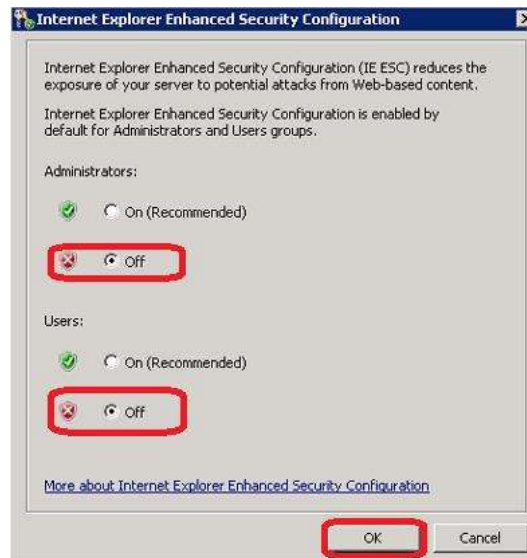 Internet Explorer Enhanced Security Configuration
Internet Explorer Enhanced Security Configuration (IE ESC) reduces the
exposure of your server to potential attacks from Web-based content.
Internet Explorer Enhanced Security Configuration is enabled by
default for Administrators and Users groups.
Administrators:
On (Recommended)
Off
Users:
On (Recommended)
Off
More about Internet Explorer Enhanced Security Configuration
OK Cancel